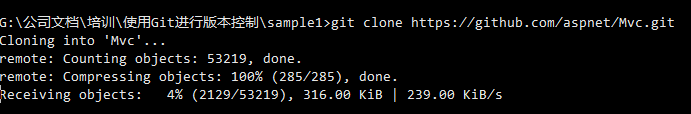 G:\公司文档\培训\使用Git进行版本控制\sample1>git clone https://github.com/aspnet/Mvc.git
Cloning into 'Mvc'...
remote: Counting objects: 53219, done.
remote: Compressing objects: 100% (285/285), done.
Receiving objects:   4% (2129/53219), 316.00 KiB | 239.00 KiB/s